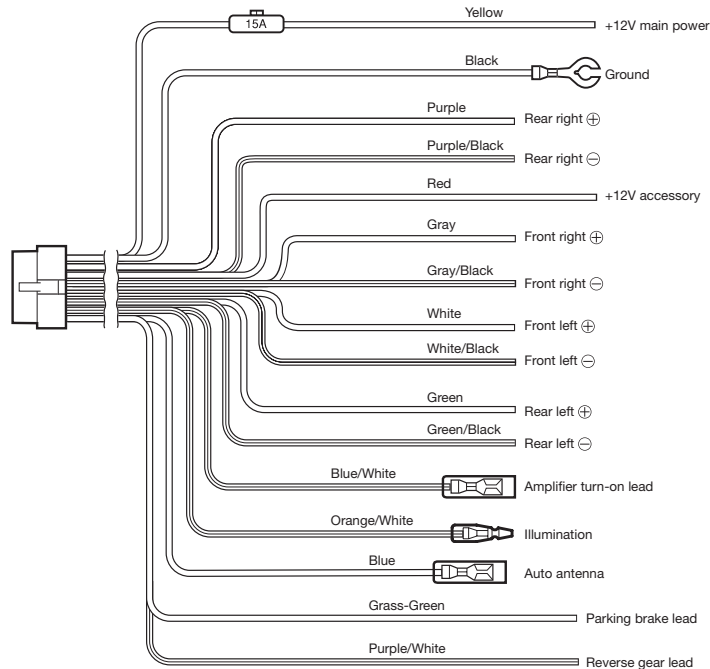 Yellow
15A
+12V main power
Black
Ground
Purple
Rear right ⊕
Purple/Black
Rear right ⊖
Red
+12V accessory
Gray
Front right ⊕
Gray/Black
Front right ⊖
White
Front left ⊕
White/Black
Front left ⊖
Green
Rear left ⊕
Green/Black
Rear left ⊖
Blue/White
Amplifier turn-on lead
Orange/White
Illumination
Blue
Auto antenna
Grass-Green
Parking brake lead
Purple/White
Reverse gear lead